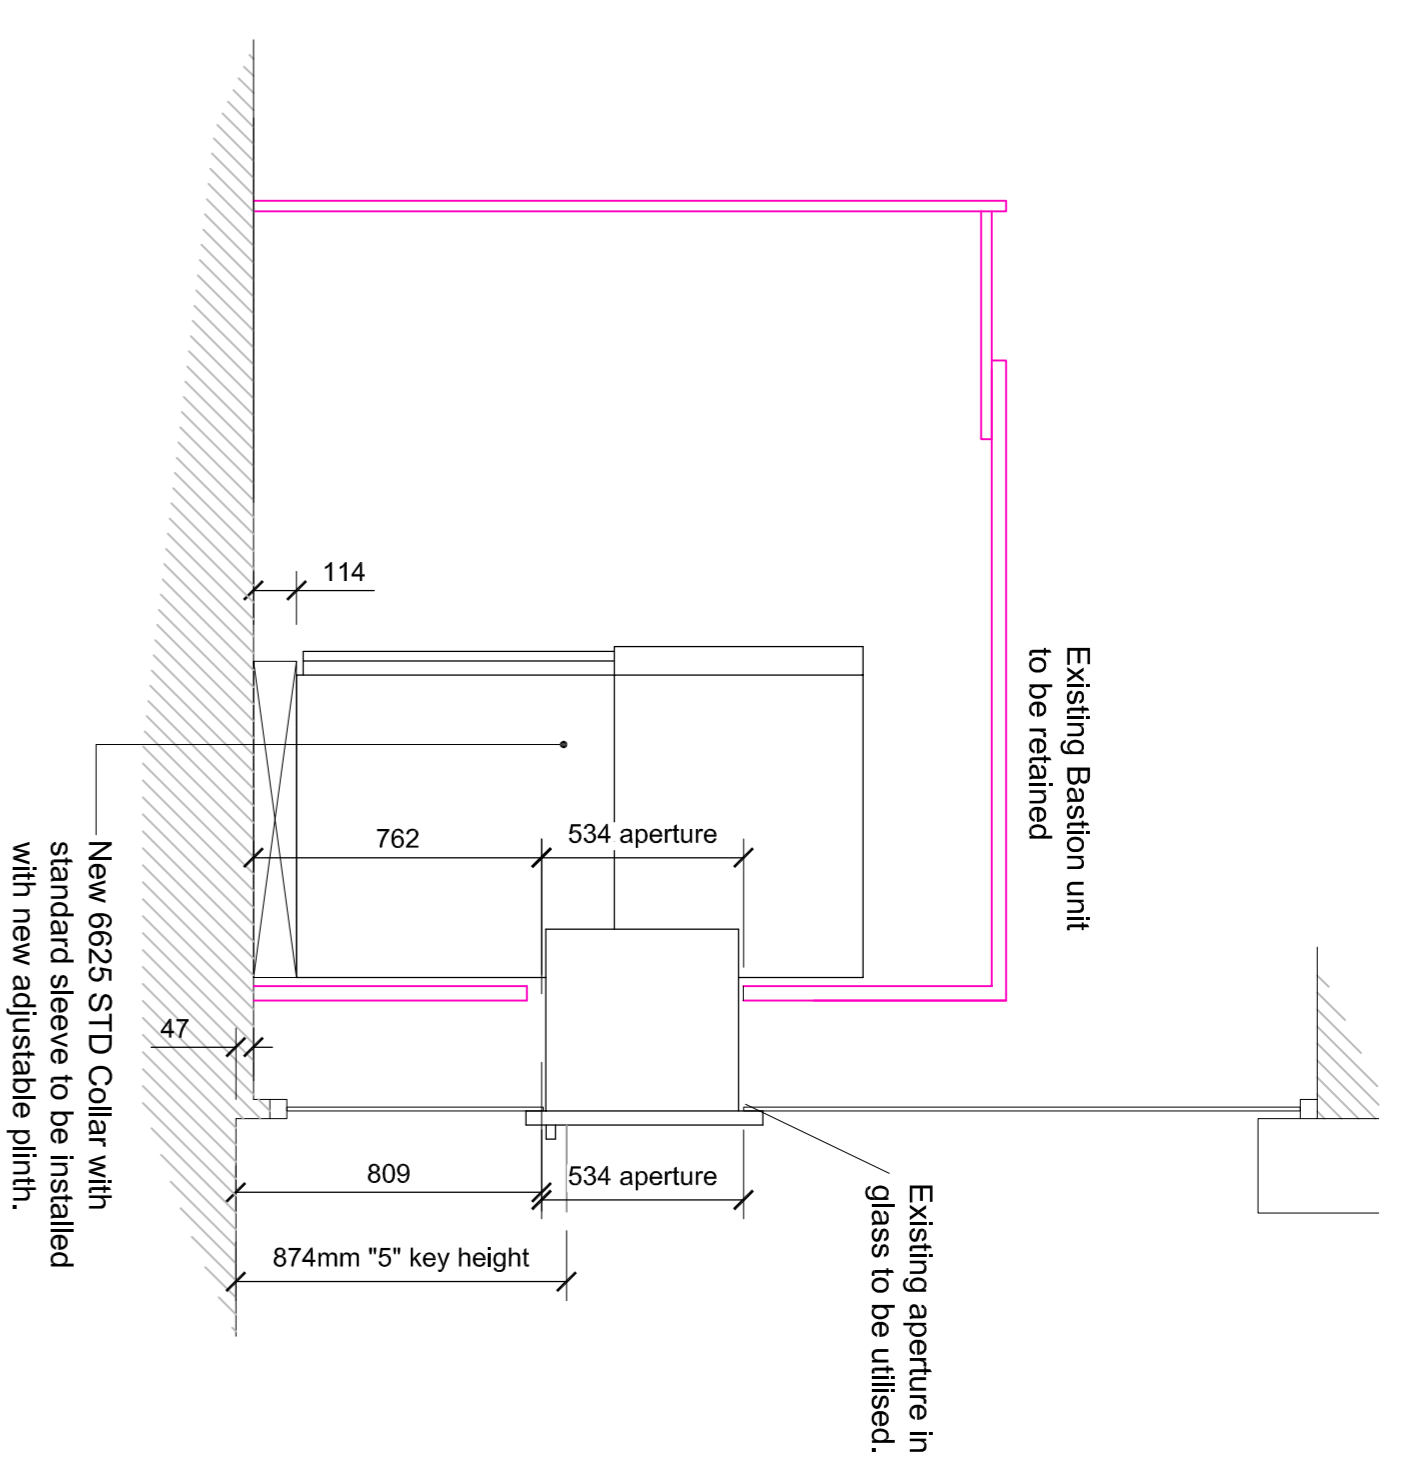 114
Existing Bastion unit
to be retained
762
534 aperture
New 6625 STD Collar with
standard sleeve to be installed
with new adjustable plinth.
47
809
534 aperture
874mm "5" key height
Existing aperture in
glass to be utilised.